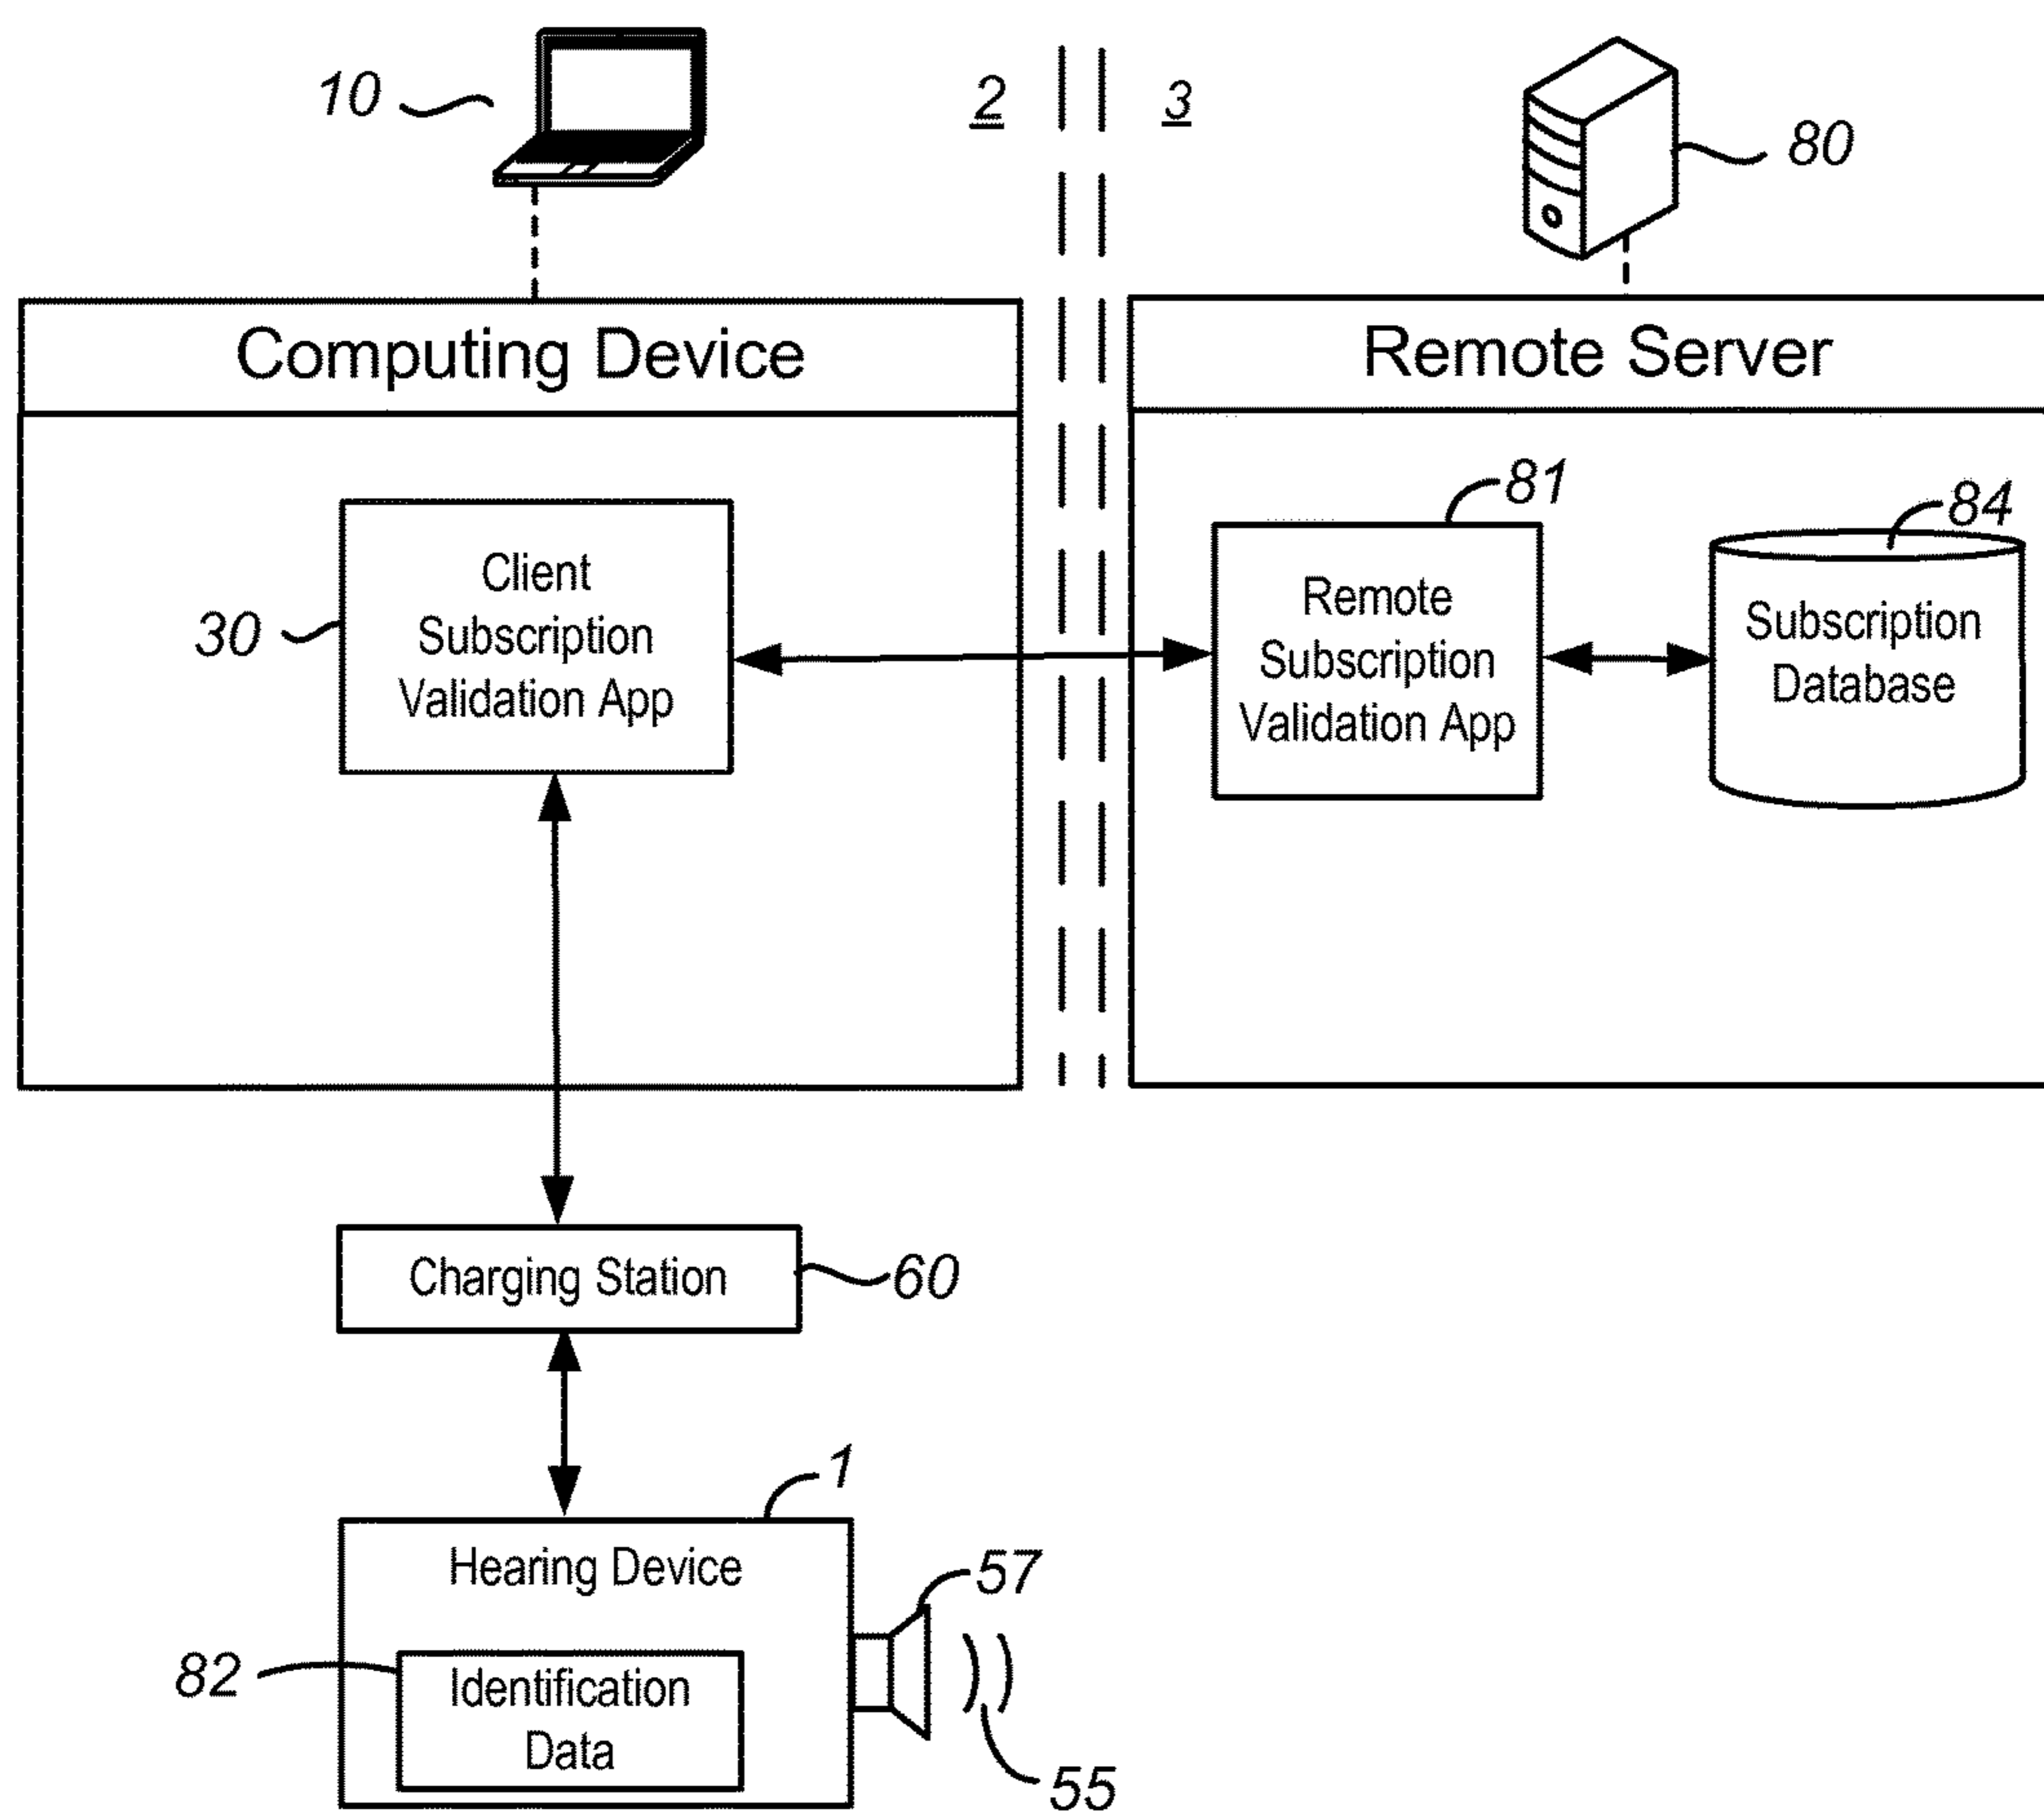 10
2
3
80
Computing Device
Remote Server
81
84
30
Client
Subscription
Validation App
Remote
Subscription
Validation App
Subscription
Database
Charging Station
60
1
Hearing Device
57
82
Identification
Data
55